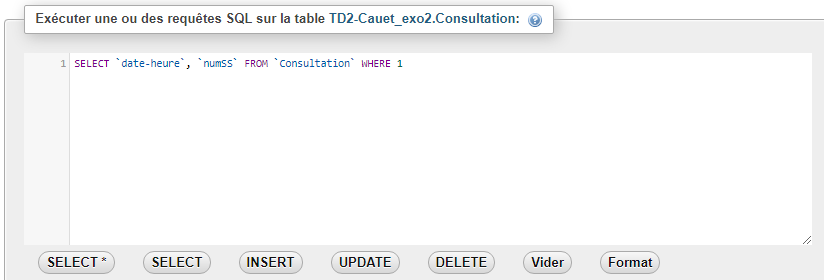 Exécuter une ou des requêtes SQL sur la table TD2-Cauet_exo2.Consultation:
1 SELECT `date-heure`, `numSS` FROM `Consultation` WHERE 1
SELECT * SELECT INSERT UPDATE DELETE Vider Format